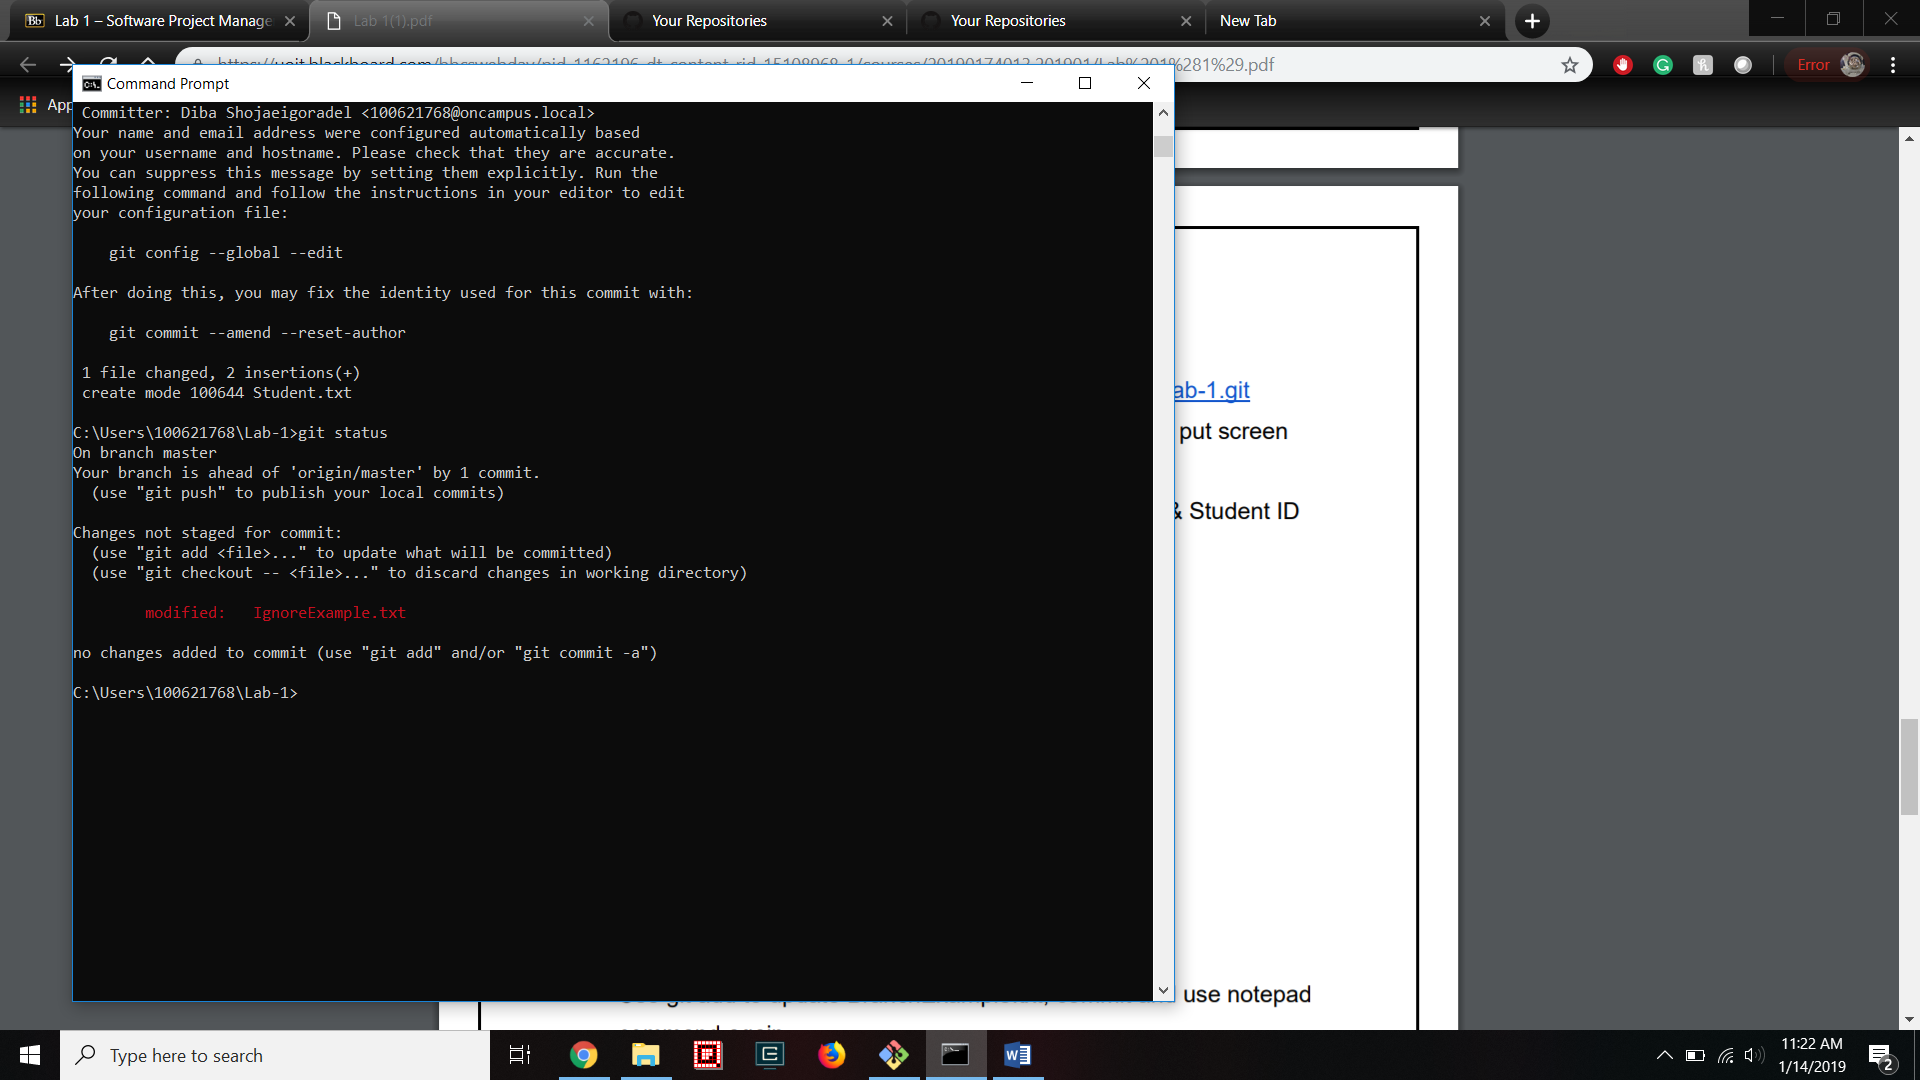 Lab 1 – Software Project Manage
Lab 1(1).pdf
Your Repositories
Your Repositories
New Tab
Error
App
Command Prompt
Committer: Diba Shojaeigoradel <100621768@oncampus.local>
Your name and email address were configured automatically based
on your username and hostname. Please check that they are accurate.
You can suppress this message by setting them explicitly. Run the
following command and follow the instructions in your editor to edit
your configuration file:
git config --global --edit
After doing this, you may fix the identity used for this commit with:
git commit --amend --reset-author
1 file changed, 2 insertions(+)
create mode 100644 Student.txt
C:\Users\100621768\Lab-1>git status
On branch master
Your branch is ahead of 'origin/master' by 1 commit.
(use "git push" to publish your local commits)
Changes not staged for commit:
(use "git add <file>..." to update what will be committed)
(use "git checkout -- <file>..." to discard changes in working directory)
modified: IgnoreExample.txt
no changes added to commit (use "git add" and/or "git commit -a")
C:\Users\100621768\Lab-1>
ab-1.git
put screen
& Student ID
use notepad
Type here to search
11:22 AM
1/14/2019
2